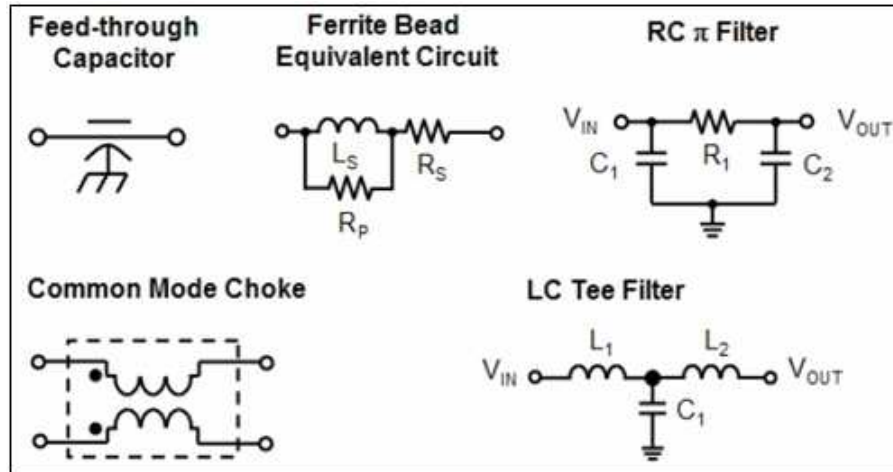 Feed-through
Capacitor
Ferrite Bead
Equivalent Circuit
L_S
R_S
R_P
RC π Filter
V_IN
V_OUT
C_1
R_1
C_2
Common Mode Choke
LC Tee Filter
L_1
L_2
V_IN
V_OUT
C_1